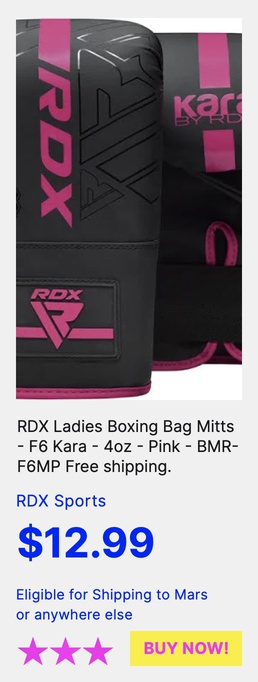 RDX
Kara
BY RD
RDX
RDX Ladies Boxing Bag Mitts
- F6 Kara - 4oz - Pink - BMR-
F6MP Free shipping.
RDX Sports
$12.99
Eligible for Shipping to Mars
or anywhere else
BUY NOW!